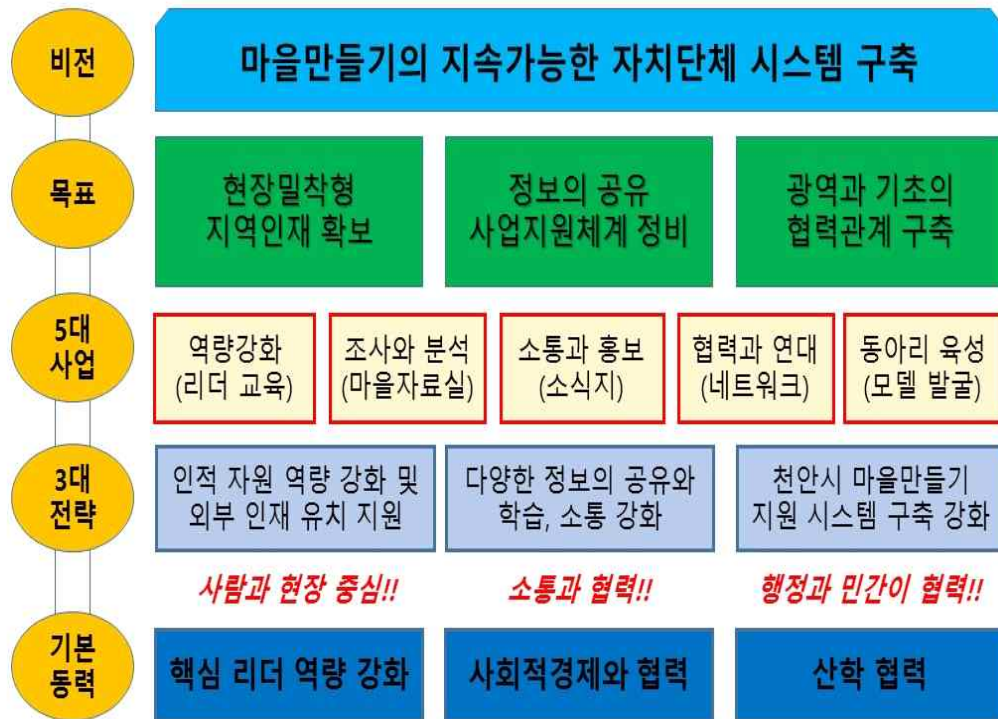 비전
마을만들기의 지속가능한 자치단체 시스템 구축
목표
현장밀착형
지역인재 확보
정보의 공유
사업지원체계 정비
광역과 기초의
협력관계 구축
5대
사업
역량강화
(리더 교육)
조사와 분석
(마을자료실)
소통과 홍보
(소식지)
협력과 연대
(네트워크)
동아리 육성
(모델 발굴)
3대
전략
인적 자원 역량 강화 및
외부 인재 유치 지원
다양한 정보의 공유와
학습, 소통 강화
천안시 마을만들기
지원 시스템 구축 강화
사람과 현장 중심!!
소통과 협력!!
행정과 민간이 협력!!
기본
동력
핵심 리더 역량 강화
사회적경제와 협력
산학 협력